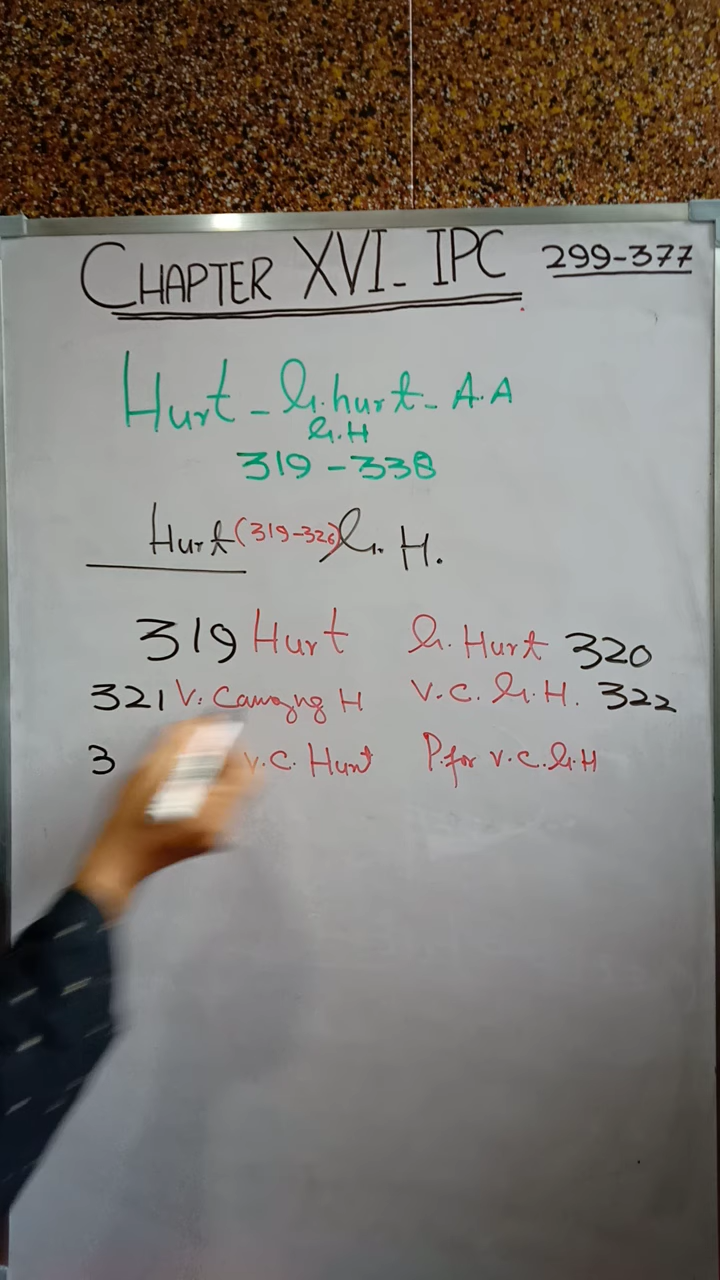 CHAPTER XVI- IPC 299-377
Hurt - G.hurt - A.A
G.H
319 - 338
Hurt (319-326) G. H.
319 Hurt G. Hurt 320
321 V. Causing H V.C. G.H. 322
3 V.C. Hurt P.for V.C. G.H